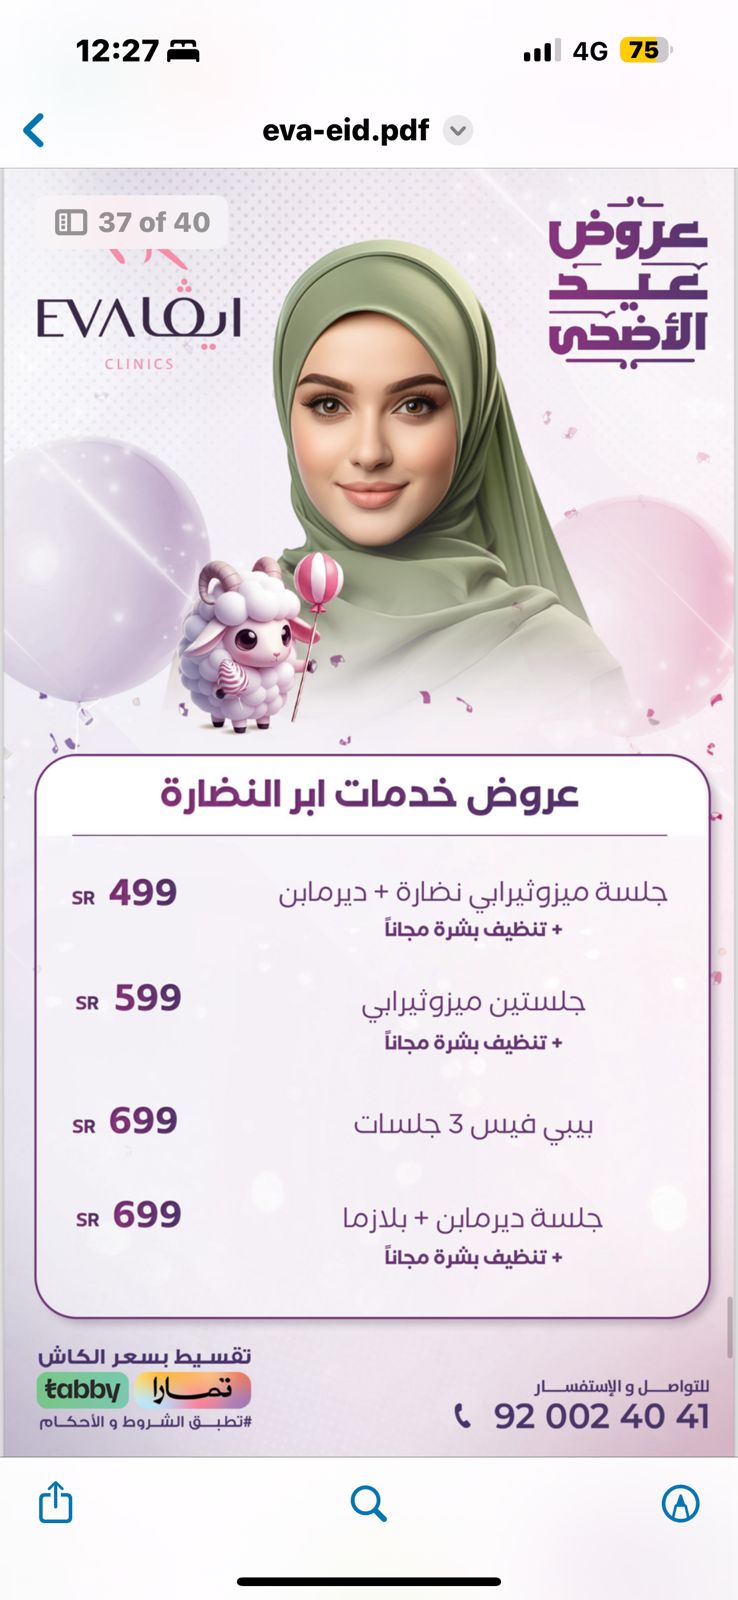 12:27
4G
75
eva-eid.pdf
37 of 40
EVA ايڤا
CLINICS
عروض
عيد
الأضحى
عروض خدمات ابر النضارة
جلسة ميزوثيرابي نضارة + ديرمابن
SR 499
+ تنظيف بشرة مجاناً
جلستين ميزوثيرابي
SR 599
+ تنظيف بشرة مجاناً
بيبي فيس 3 جلسات
SR 699
جلسة ديرمابن + بلازما
SR 699
+ تنظيف بشرة مجاناً
تقسيط بسعر الكاش
tabby تمارا
#تطبق الشروط و الأحكام
للتواصل و الإستفسار
92 002 40 41